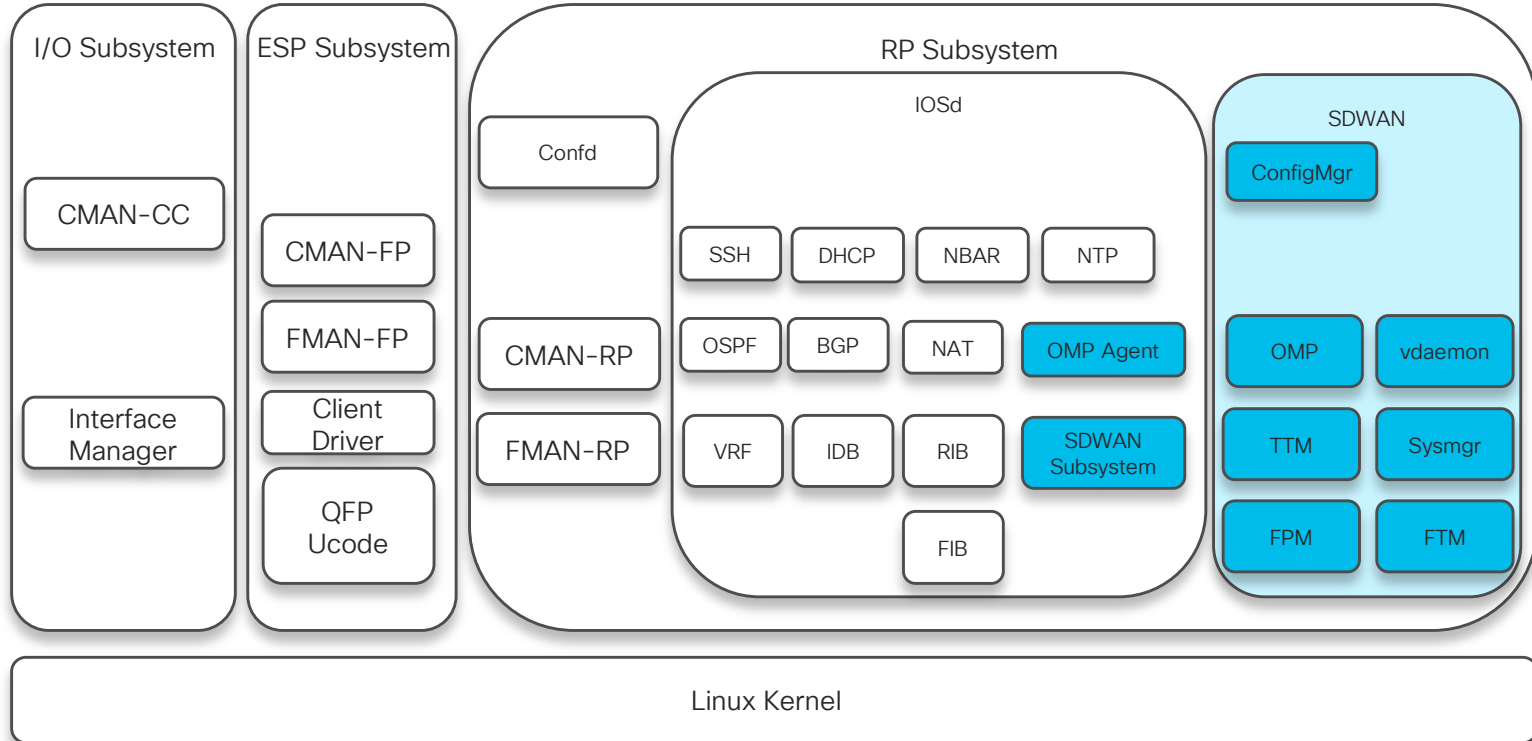 I/O Subsystem
CMAN-CC
Interface
Manager
ESP Subsystem
CMAN-FP
FMAN-FP
Client
Driver
QFP
Ucode
RP Subsystem
Confd
CMAN-RP
FMAN-RP
IOSd
SSH
DHCP
NBAR
NTP
OSPF
BGP
NAT
OMP Agent
VRF
IDB
RIB
SDWAN
Subsystem
FIB
SDWAN
ConfigMgr
OMP
vdaemon
TTM
Sysmgr
FPM
FTM
Linux Kernel